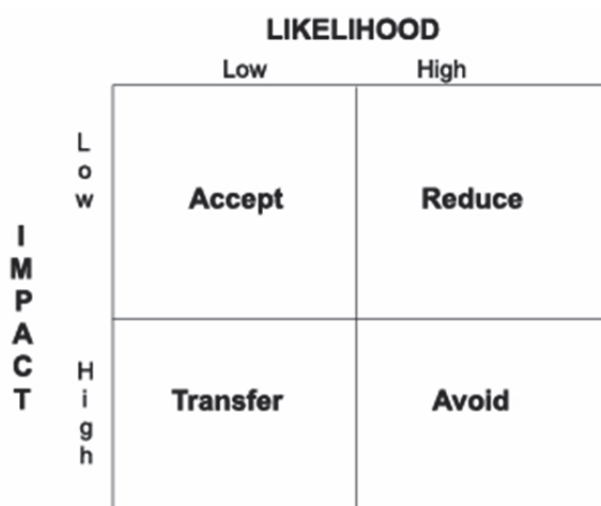 LIKELIHOOD
Low High
Low
Accept Reduce
IMPACT
High
Transfer Avoid